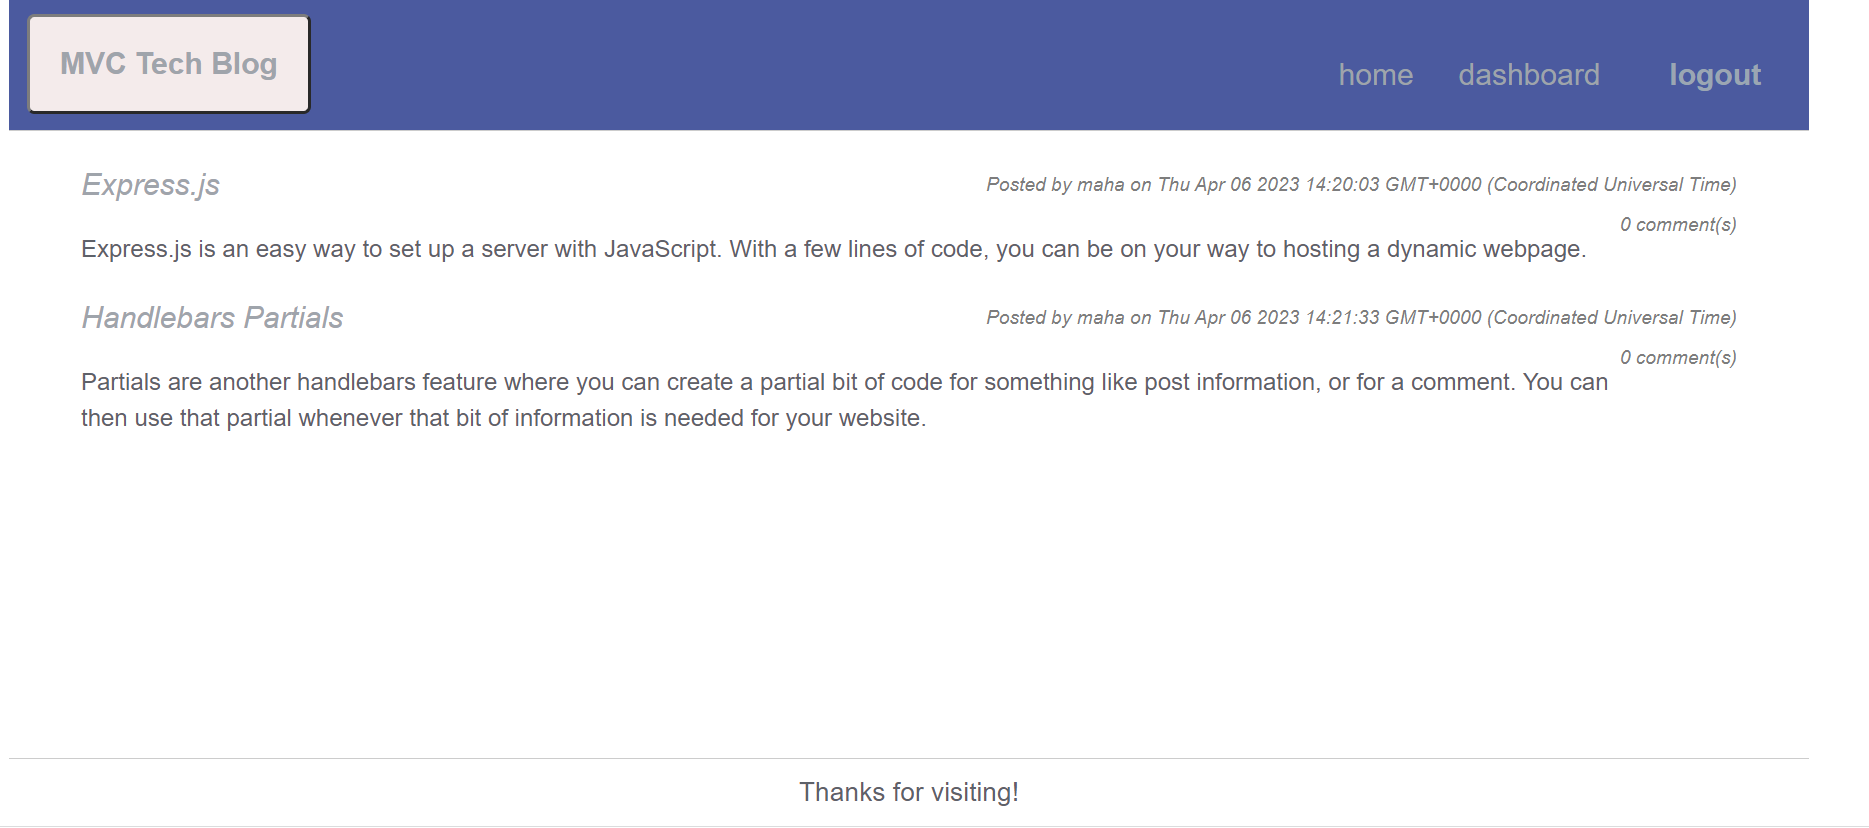 MVC Tech Blog
home dashboard logout
Express.js
Posted by maha on Thu Apr 06 2023 14:20:03 GMT+0000 (Coordinated Universal Time)
0 comment(s)
Express.js is an easy way to set up a server with JavaScript. With a few lines of code, you can be on your way to hosting a dynamic webpage.
Handlebars Partials
Posted by maha on Thu Apr 06 2023 14:21:33 GMT+0000 (Coordinated Universal Time)
0 comment(s)
Partials are another handlebars feature where you can create a partial bit of code for something like post information, or for a comment. You can
then use that partial whenever that bit of information is needed for your website.
Thanks for visiting!